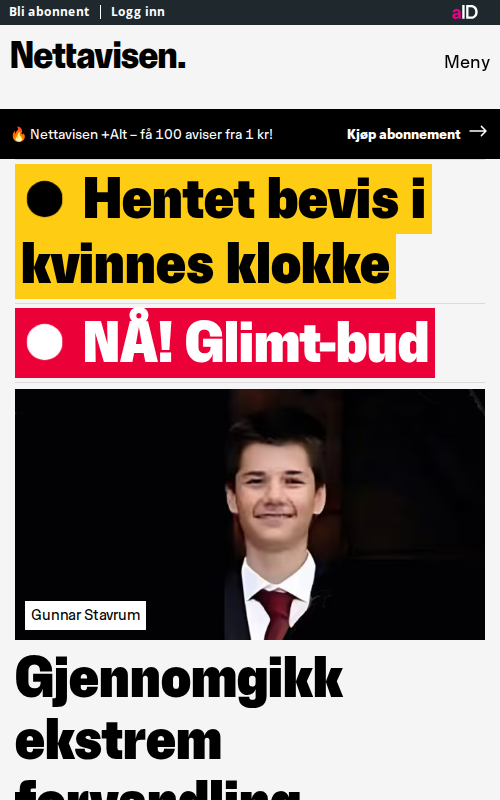 Bli abonnent | Logg inn
aID
Nettavisen.
Meny
🔥 Nettavisen +Alt – få 100 aviser fra 1 kr!
Kjøp abonnement →
Hentet bevis i
kvinnes klokke
NÅ! Glimt-bud
Gunnar Stavrum
Gjennomgikk
ekstrem
forvandling